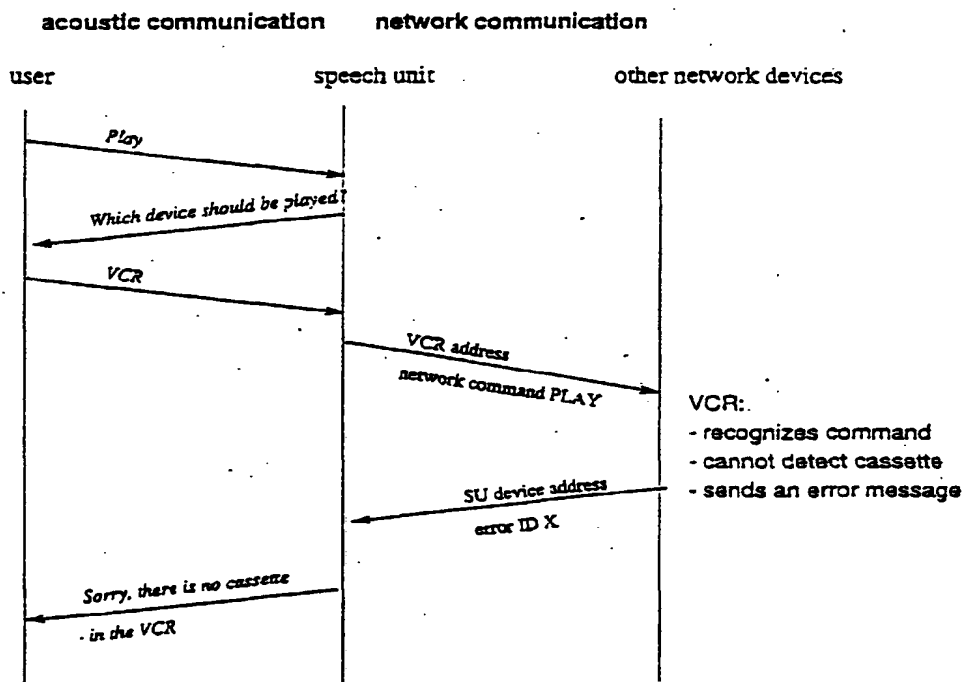 acoustic communication network communication
user speech unit other network devices
Play
Which device should be played?
VCR
VCR address
network command PLAY
VCR:
- recognizes command
- cannot detect cassette
- sends an error message
SU device address
error ID X
Sorry, there is no cassette
- in the VCR